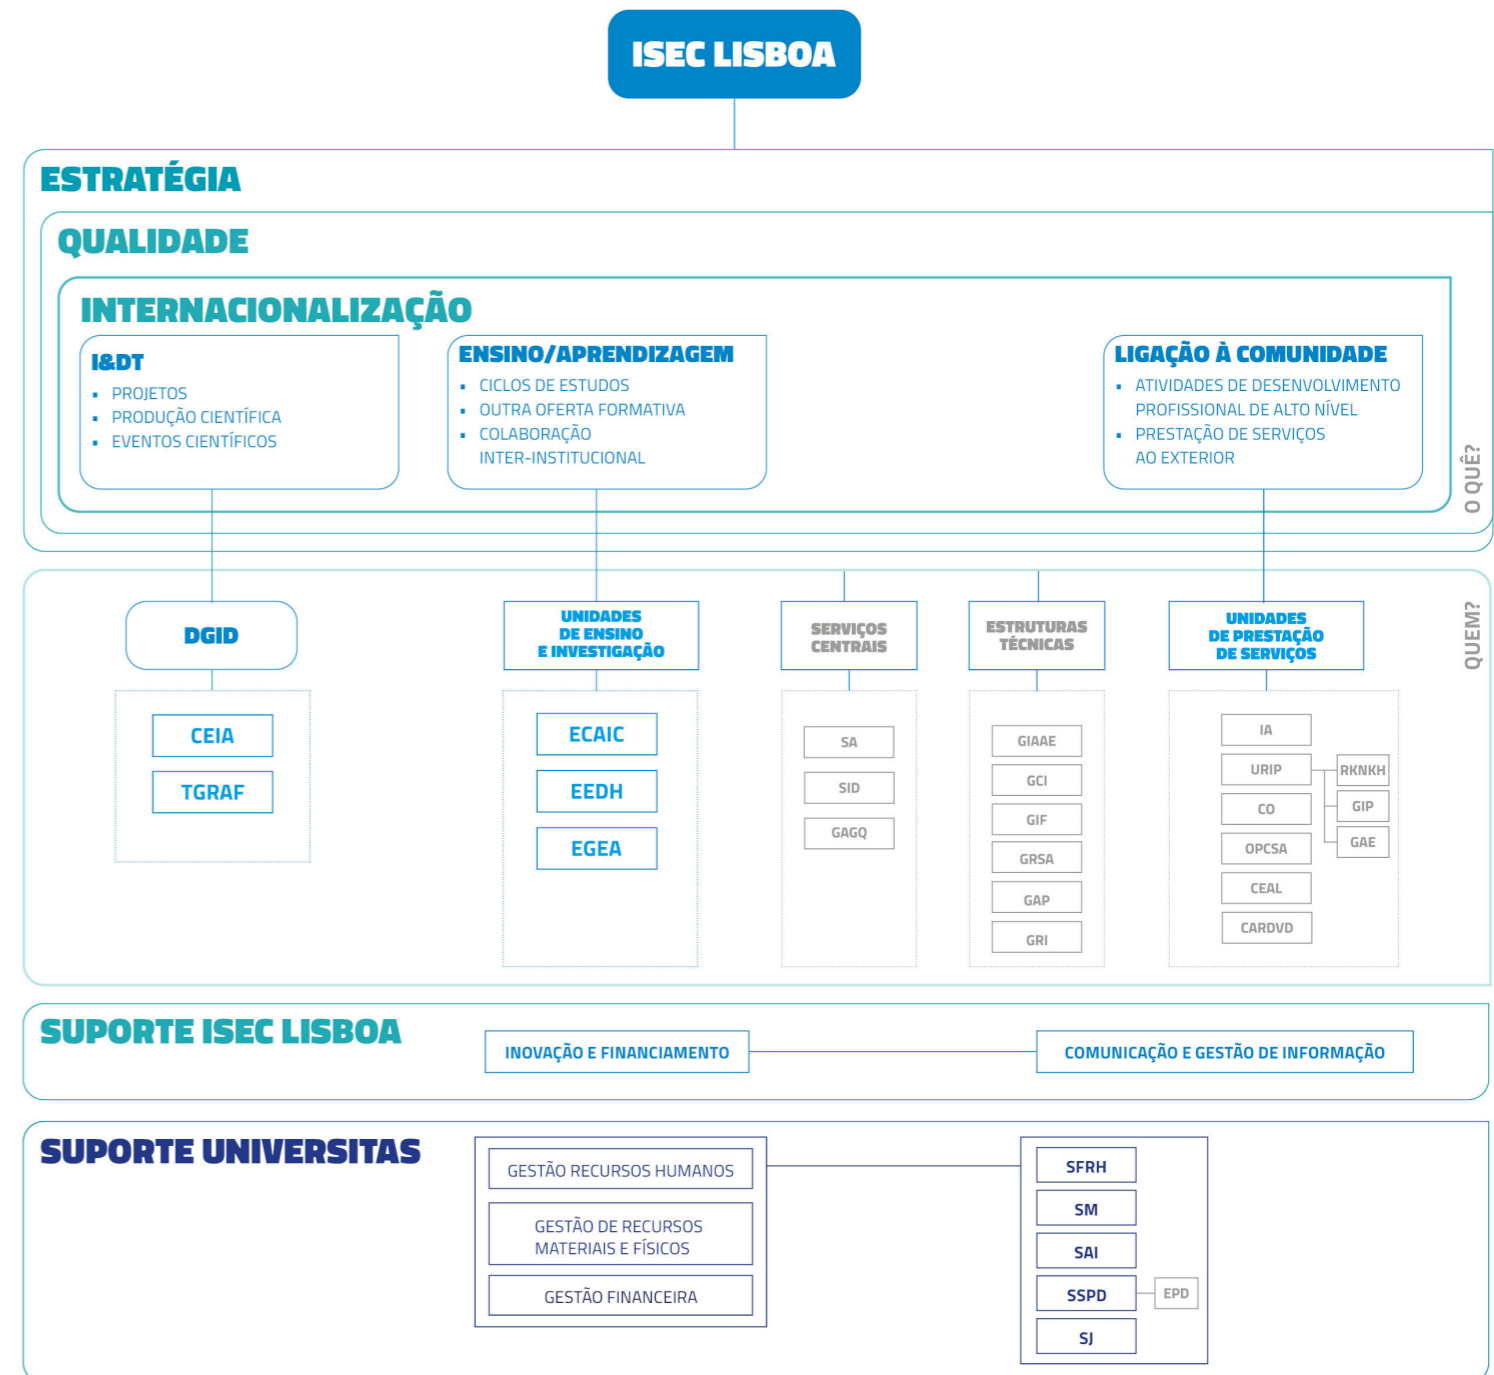 ISEC LISBOA
ESTRATÉGIA
QUALIDADE
INTERNACIONALIZAÇÃO
I&DT
▪ PROJETOS
▪ PRODUÇÃO CIENTÍFICA
▪ EVENTOS CIENTÍFICOS
ENSINO/APRENDIZAGEM
▪ CICLOS DE ESTUDOS
▪ OUTRA OFERTA FORMATIVA
▪ COLABORAÇÃO
INTER-INSTITUCIONAL
LIGAÇÃO À COMUNIDADE
▪ ATIVIDADES DE DESENVOLVIMENTO
PROFISSIONAL DE ALTO NÍVEL
▪ PRESTAÇÃO DE SERVIÇOS
AO EXTERIOR
O QUÊ?
QUEM?
DGID
CEIA
TGRAF
UNIDADES
DE ENSINO
E INVESTIGAÇÃO
ECAIC
EEDH
EGEA
SERVIÇOS
CENTRAIS
SA
SID
GAGQ
ESTRUTURAS
TÉCNICAS
GIAAE
GCI
GIF
GRSA
GAP
GRI
UNIDADES
DE PRESTAÇÃO
DE SERVIÇOS
IA
URIP
CO
OPCSA
CEAL
CARDVD
RKNKH
GIP
GAE
SUPORTE ISEC LISBOA
INOVAÇÃO E FINANCIAMENTO
COMUNICAÇÃO E GESTÃO DE INFORMAÇÃO
SUPORTE UNIVERSITAS
GESTÃO RECURSOS HUMANOS
GESTÃO DE RECURSOS
MATERIAIS E FÍSICOS
GESTÃO FINANCEIRA
SFRH
SM
SAI
SSPD
EPD
SJ